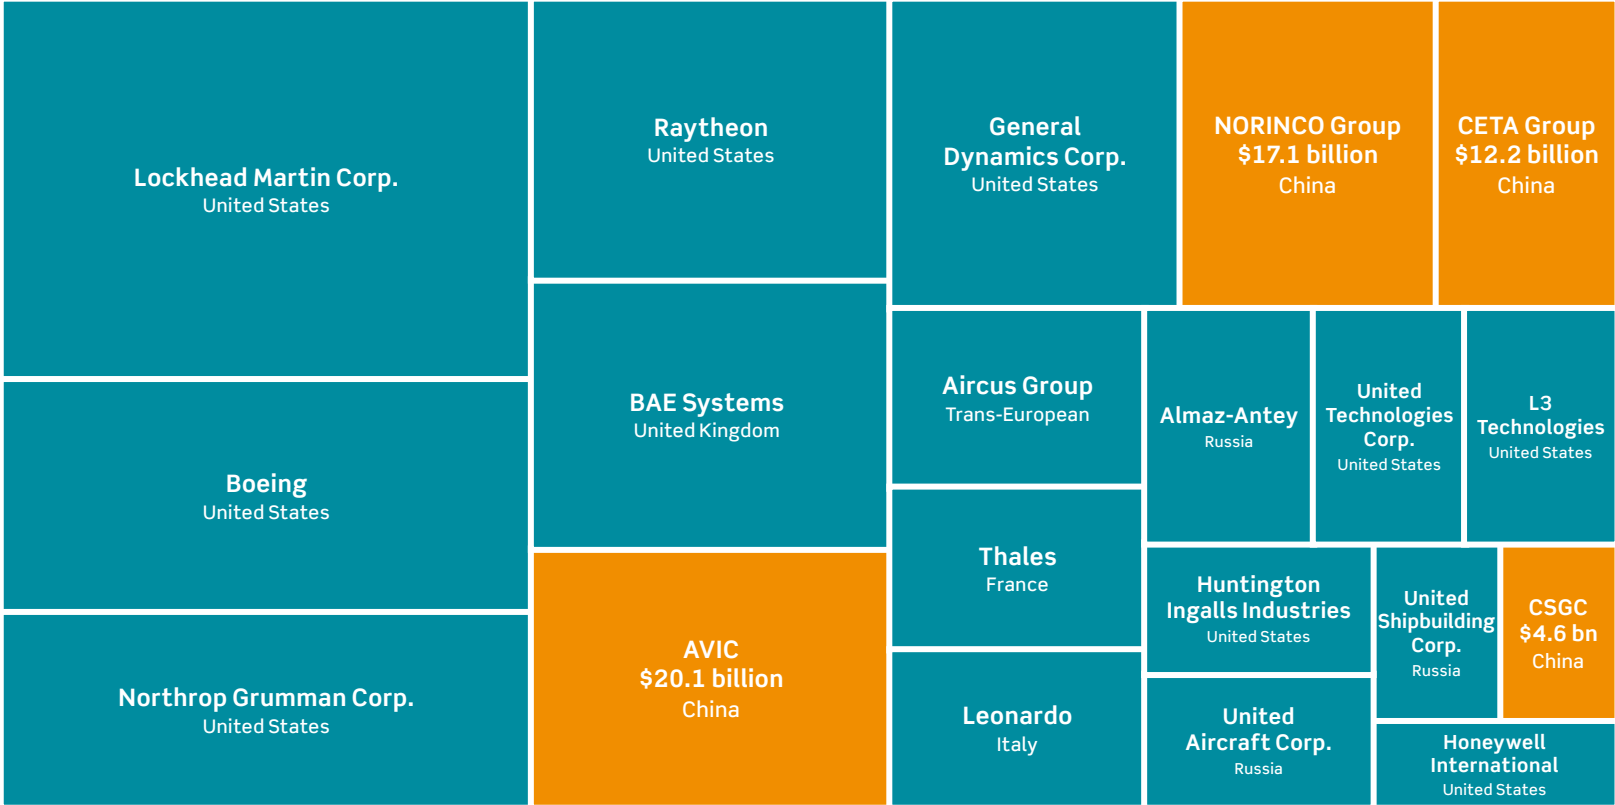 Lockhead Martin Corp.
United States
Boeing
United States
Northrop Grumman Corp.
United States
Raytheon
United States
BAE Systems
United Kingdom
AVIC
$20.1 billion
China
General
Dynamics Corp.
United States
NORINCO Group
$17.1 billion
China
CETA Group
$12.2 billion
China
Aircus Group
Trans-European
Thales
France
Leonardo
Italy
Almaz-Antey
Russia
United
Technologies
Corp.
United States
L3
Technologies
United States
Huntington
Ingalls Industries
United States
United
Aircraft Corp.
Russia
United
Shipbuilding
Corp.
Russia
CSGC
$4.6 bn
China
Honeywell
International
United States